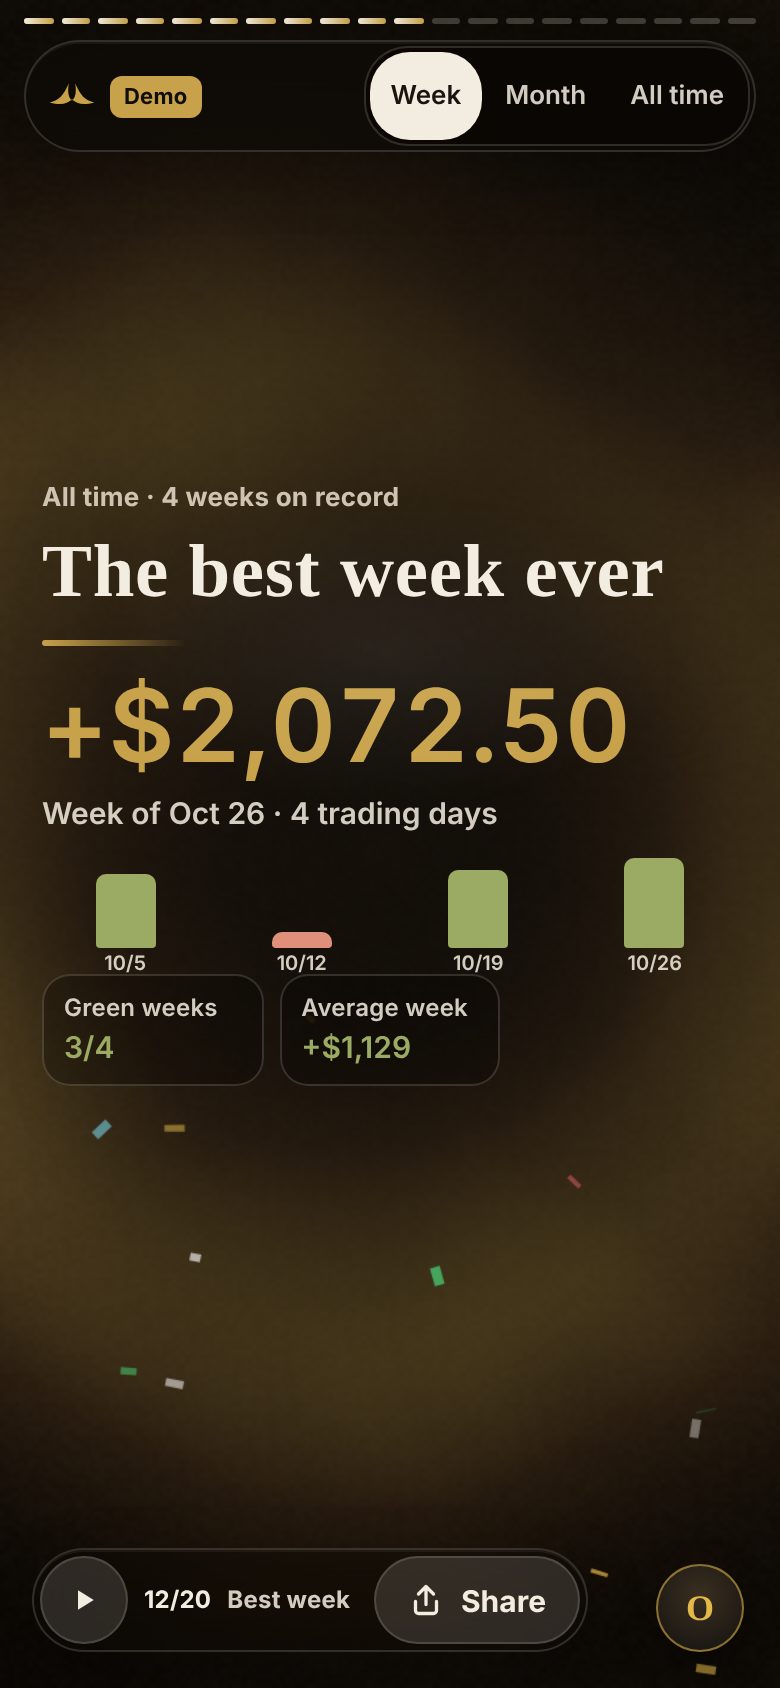 Demo
Week Month All time
All time · 4 weeks on record
The best week ever
+$2,072.50
Week of Oct 26 · 4 trading days
10/5 10/12 10/19 10/26
Green weeks
3/4
Average week
+$1,129
12/20 Best week
Share
O